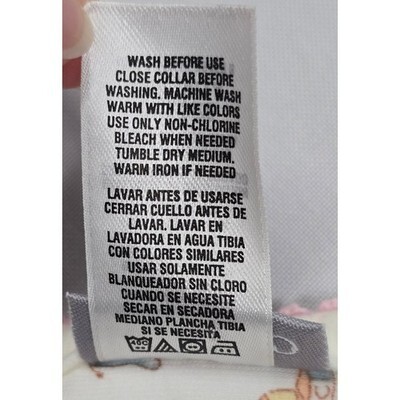 WASH BEFORE USE
CLOSE COLLAR BEFORE
WASHING. MACHINE WASH
WARM WITH LIKE COLORS
USE ONLY NON-CHLORINE
BLEACH WHEN NEEDED
TUMBLE DRY MEDIUM.
WARM IRON IF NEEDED
LAVAR ANTES DE USARSE
CERRAR CUELLO ANTES DE
LAVAR. LAVAR EN
LAVADORA EN AGUA TIBIA
CON COLORES SIMILARES
USAR SOLAMENTE
BLANQUEADOR SIN CLORO
CUANDO SE NECESITE
SECAR EN SECADORA
MEDIANO PLANCHA TIBIA
SI SE NECESITA
40C